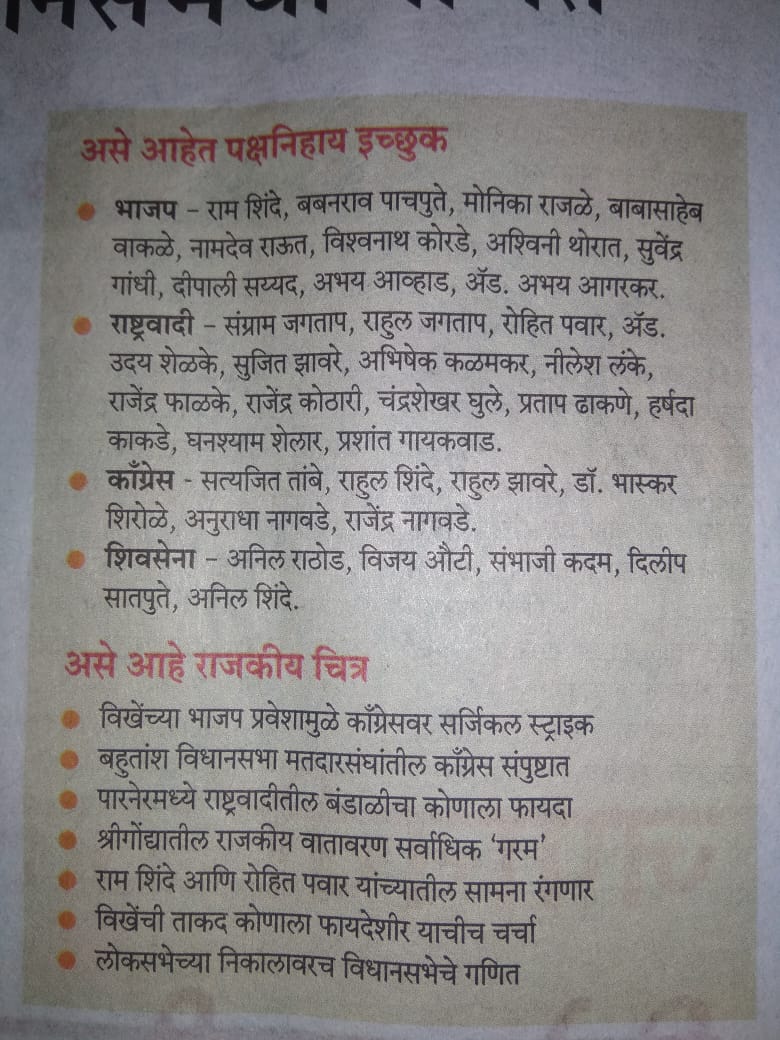 असे आहेत पक्षनिहाय इच्छुक
भाजप – राम शिंदे, बबनराव पाचपुते, मोनिका राजळे, बाबासाहेब
वाकळे, नामदेव राऊत, विश्वनाथ कोरडे, अश्विनी थोरात, सुवेंद्र
गांधी, दीपाली सय्यद, अभय आव्हाड, ॲड. अभय आगरकर.
राष्ट्रवादी – संग्राम जगताप, राहुल जगताप, रोहित पवार, ॲड.
उदय शेळके, सुजित झावरे, अभिषेक कळमकर, नीलेश लंके,
राजेंद्र फाळके, राजेंद्र कोठारी, चंद्रशेखर घुले, प्रताप ढाकणे, हर्षदा
काकडे, घनश्याम शेलार, प्रशांत गायकवाड.
काँग्रेस - सत्यजित तांबे, राहुल शिंदे, राहुल झावरे, डॉ. भास्कर
शिरोळे, अनुराधा नागवडे, राजेंद्र नागवडे.
शिवसेना – अनिल राठोड, विजय औटी, संभाजी कदम, दिलीप
सातपुते, अनिल शिंदे.
असे आहे राजकीय चित्र
विखेंच्या भाजप प्रवेशामुळे काँग्रेसवर सर्जिकल स्ट्राइक
बहुतांश विधानसभा मतदारसंघांतील काँग्रेस संपुष्टात
पारनेरमध्ये राष्ट्रवादीतील बंडाळीचा कोणाला फायदा
श्रीगोंद्यातील राजकीय वातावरण सर्वाधिक ‘गरम’
राम शिंदे आणि रोहित पवार यांच्यातील सामना रंगणार
विखेंची ताकद कोणाला फायदेशीर याचीच चर्चा
लोकसभेच्या निकालावरच विधानसभेचे गणित